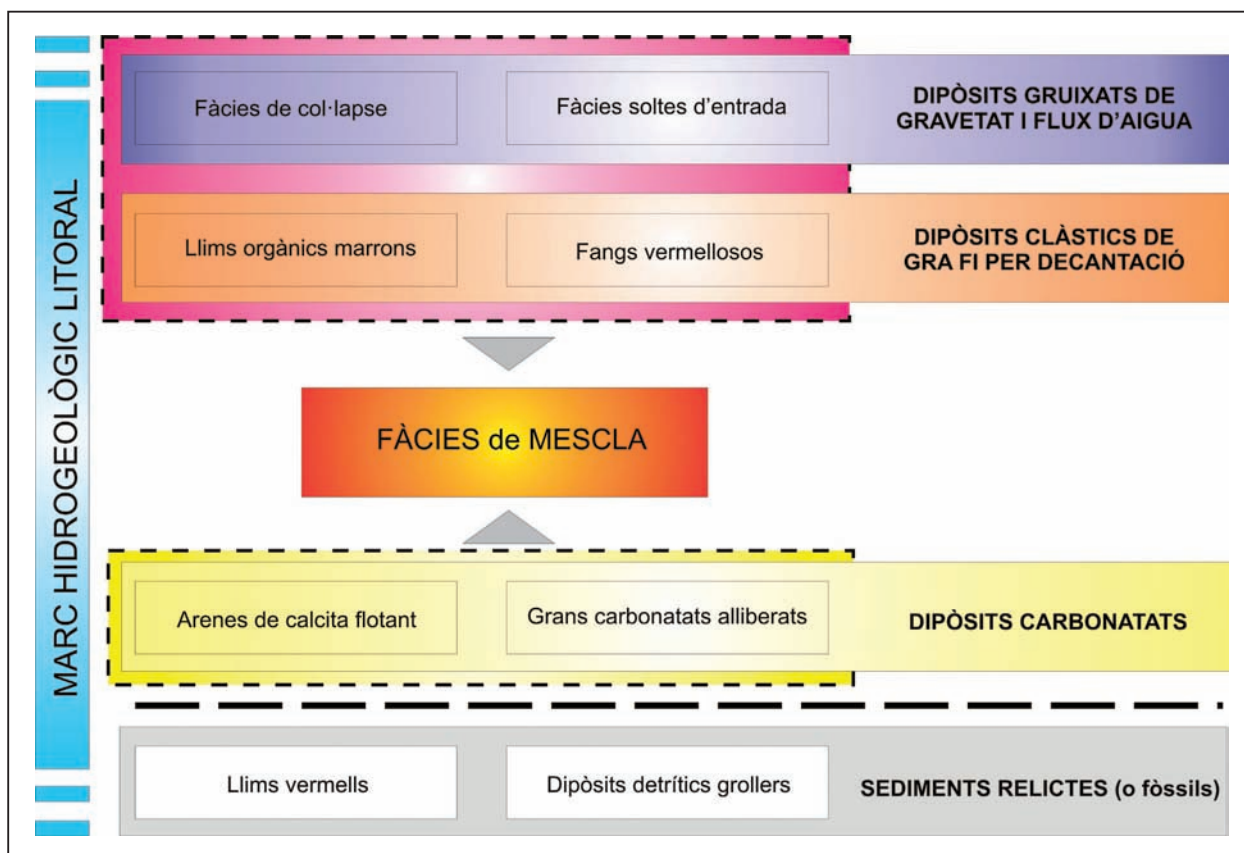 MARC HIDROGEOLÒGIC LITORAL
Fàcies de col·lapse
Fàcies soltes d'entrada
DIPÒSITS GRUIXATS DE
GRAVETAT I FLUX D'AIGUA
Llims orgànics marrons
Fangs vermellosos
DIPÒSITS CLÀSTICS DE
GRA FI PER DECANTACIÓ
FÀCIES de MESCLA
Arenes de calcita flotant
Grans carbonatats alliberats
DIPÒSITS CARBONATATS
Llims vermells
Dipòsits detrítics grollers
SEDIMENTS RELICTES (o fòssils)